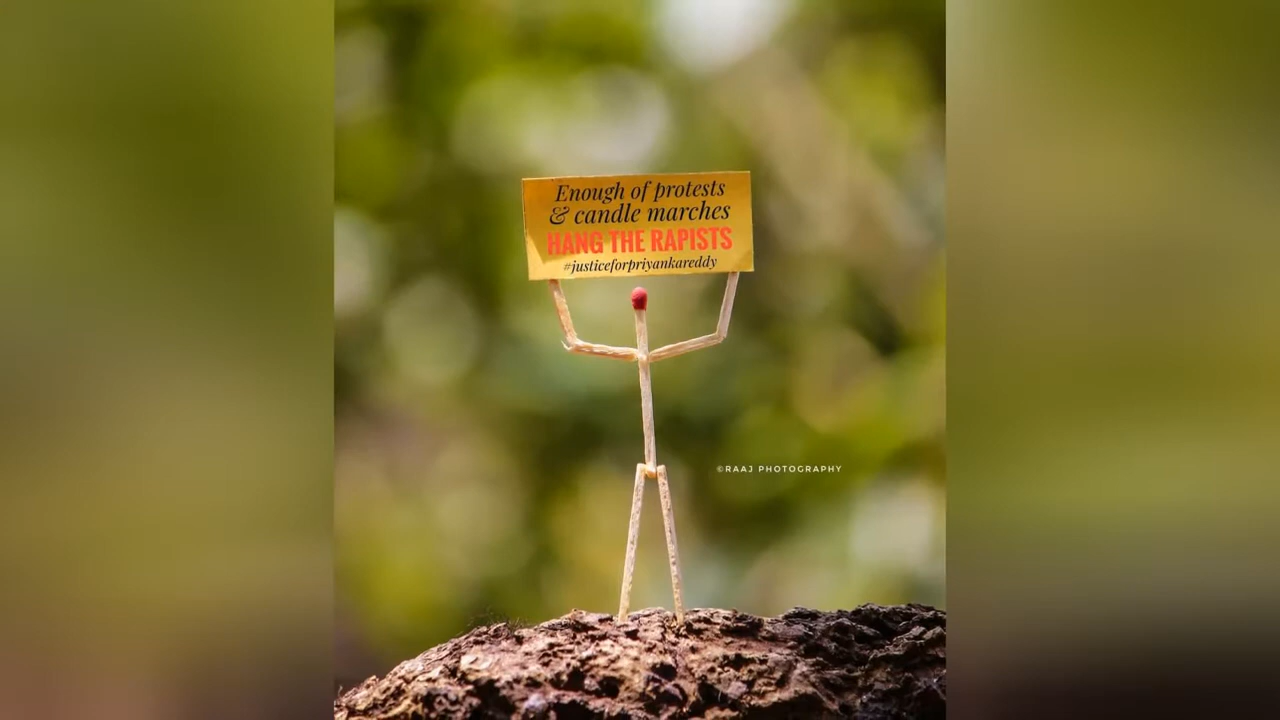 Enough of protests
& candle marches
HANG THE RAPISTS
#justiceforpriyankareddy
©RAAJ PHOTOGRAPHY